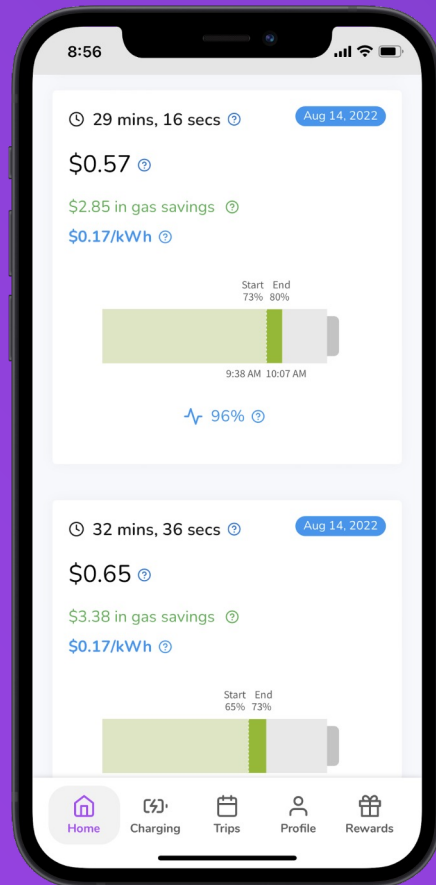 8:56
29 mins, 16 secs
Aug 14, 2022
$0.57
$2.85 in gas savings
$0.17/kWh
Start End
73% 80%
9:38 AM 10:07 AM
96%
32 mins, 36 secs
Aug 14, 2022
$0.65
$3.38 in gas savings
$0.17/kWh
Start End
65% 73%
Home Charging Trips Profile Rewards